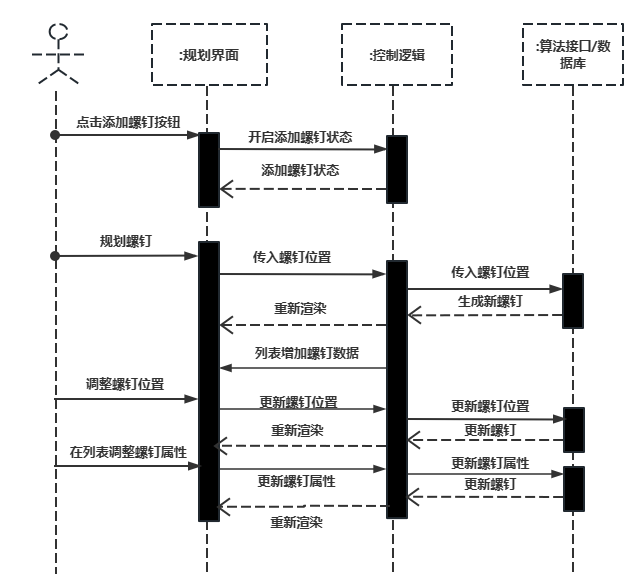 :规划界面
:控制逻辑
:算法接口/数
据库
点击添加螺钉按钮
开启添加螺钉状态
添加螺钉状态
规划螺钉
传入螺钉位置
传入螺钉位置
生成新螺钉
重新渲染
列表增加螺钉数据
调整螺钉位置
更新螺钉位置
更新螺钉位置
重新渲染
更新螺钉
在列表调整螺钉属性
更新螺钉属性
更新螺钉属性
更新螺钉
重新渲染